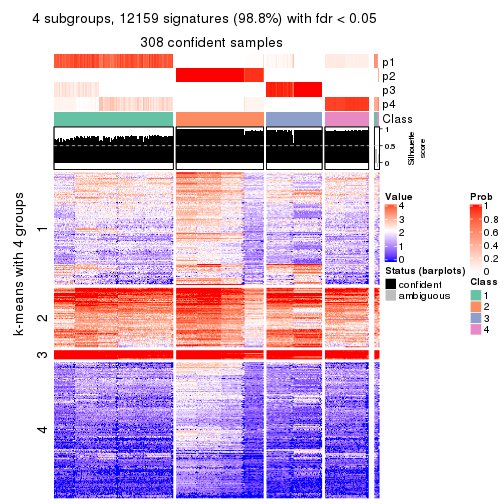 4 subgroups, 12159 signatures (98.8%) with fdr < 0.05
308 confident samples
p1
p2
p3
p4
Class
1
0.5
0
Silhouette
score
k-means with 4 groups
1
2
3
4
Value
4
3
2
1
0
Status (barplots)
confident
ambiguous
Prob
1
0.8
0.6
0.4
0.2
0
Class
1
2
3
4